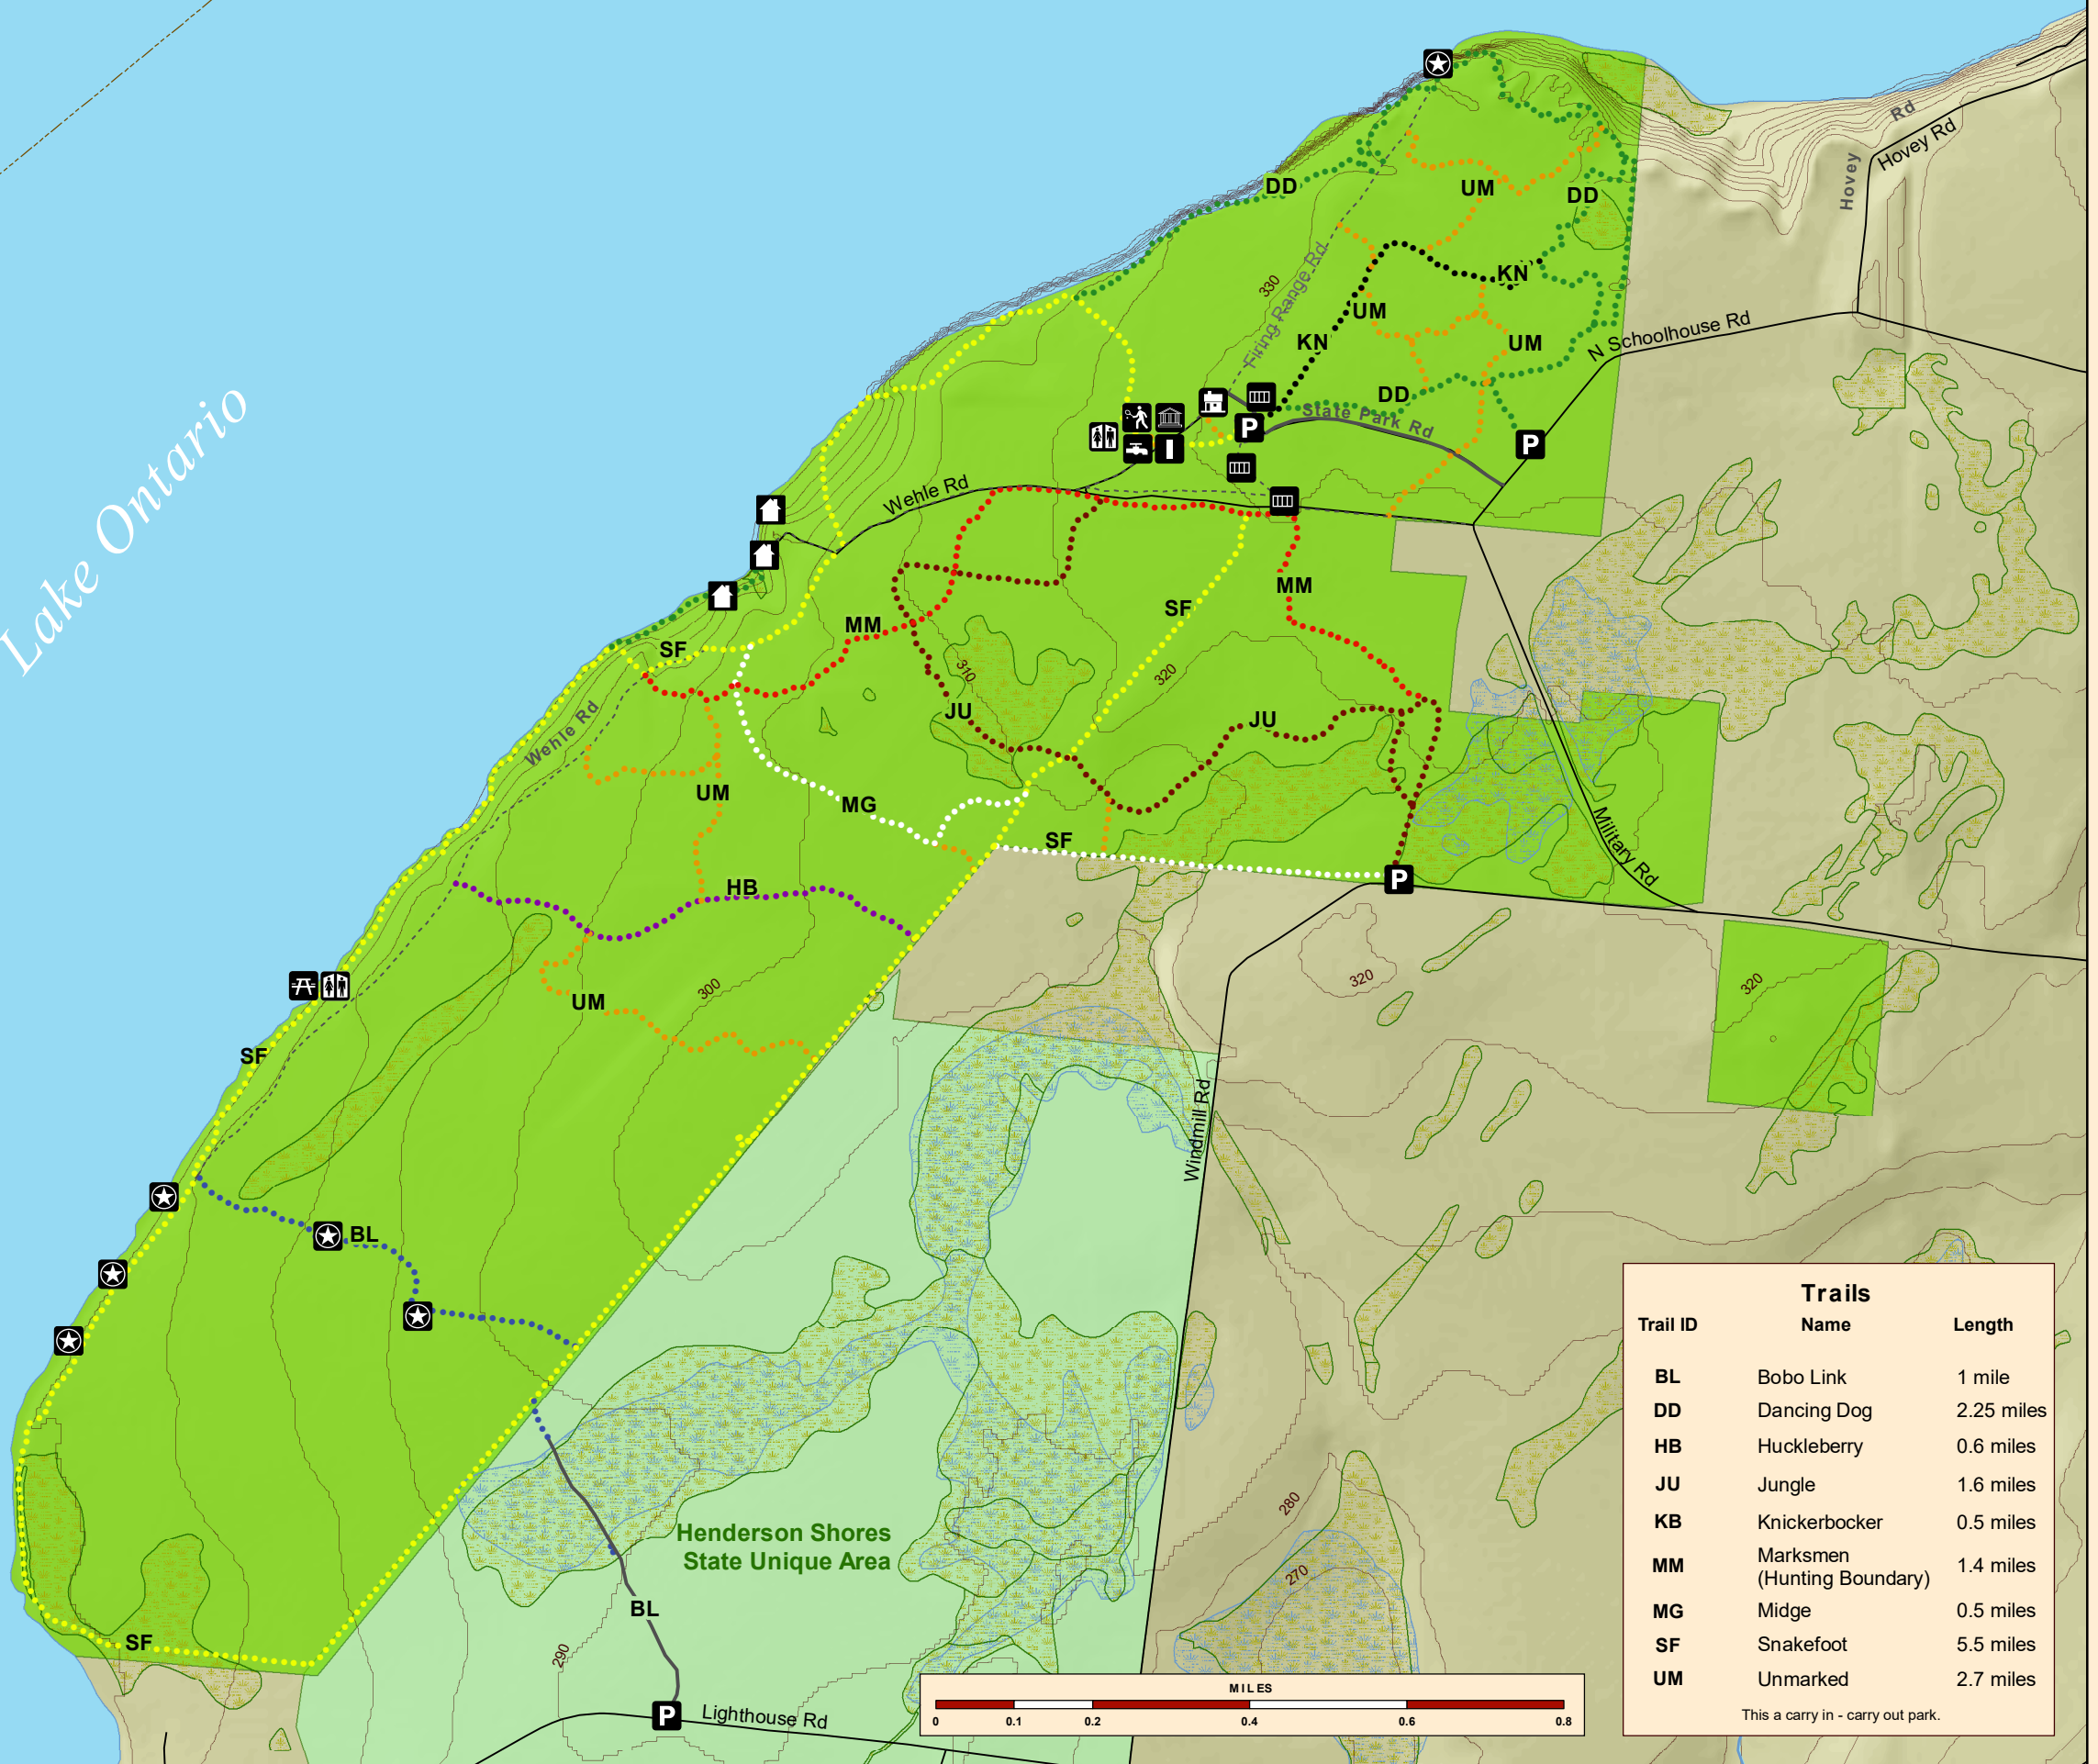 Lake Ontario
Hovey Rd
Hovey Rd
DD
UM
DD
KN
330
Firing Range Rd
UM
KN
UM
N Schoolhouse Rd
DD
State Park Rd
P
P
Wehle Rd
MM
SF
MM
SF
310
320
JU
JU
Wehle Rd
UM
MG
SF
Military Rd
P
HB
UM
300
320
320
SF
Windmill Rd
BL
Henderson Shores
State Unique Area
280
270
BL
290
SF
P
Lighthouse Rd
MILES
0 0.1 0.2 0.4 0.6 0.8
Trails
Trail ID Name Length
BL Bobo Link 1 mile
DD Dancing Dog 2.25 miles
HB Huckleberry 0.6 miles
JU Jungle 1.6 miles
KB Knickerbocker 0.5 miles
MM Marksmen (Hunting Boundary) 1.4 miles
MG Midge 0.5 miles
SF Snakefoot 5.5 miles
UM Unmarked 2.7 miles
This a carry in - carry out park.